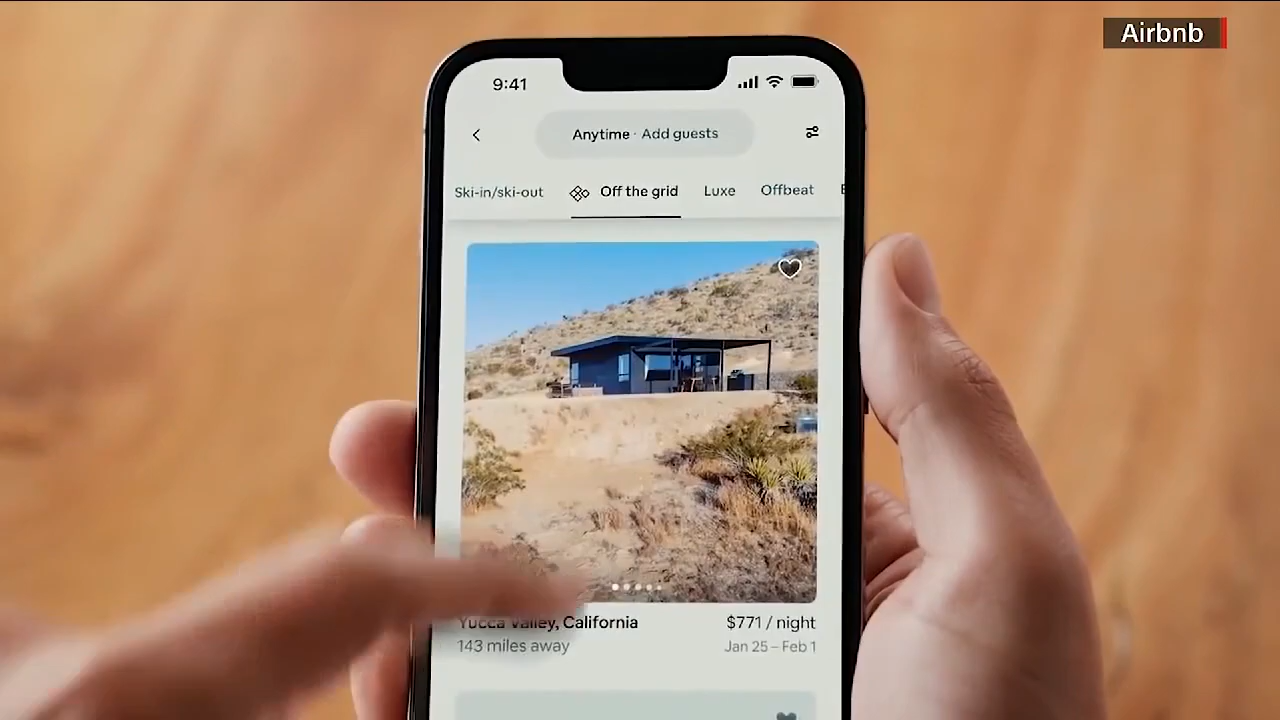 Airbnb
9:41
Anytime · Add guests
Ski-in/ski-out Off the grid Luxe Offbeat
Yucca Valley, California $771 / night
143 miles away Jan 25 – Feb 1